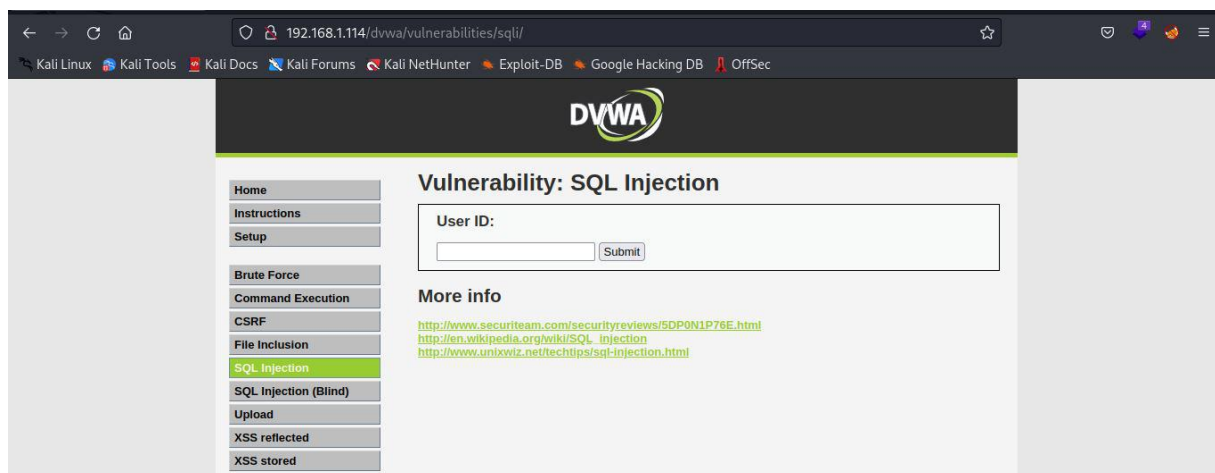 192.168.1.114/dvwa/vulnerabilities/sqli/
4
Kali Linux Kali Tools Kali Docs Kali Forums Kali NetHunter Exploit-DB Google Hacking DB OffSec
DVWA
Home
Instructions
Setup
Brute Force
Command Execution
CSRF
File Inclusion
SQL Injection
SQL Injection (Blind)
Upload
XSS reflected
XSS stored
Vulnerability: SQL Injection
User ID:
Submit
More info
http://www.securiteam.com/securityreviews/5DP0N1P76E.html
http://en.wikipedia.org/wiki/SQL_injection
http://www.unixwiz.net/techtips/sql-injection.html